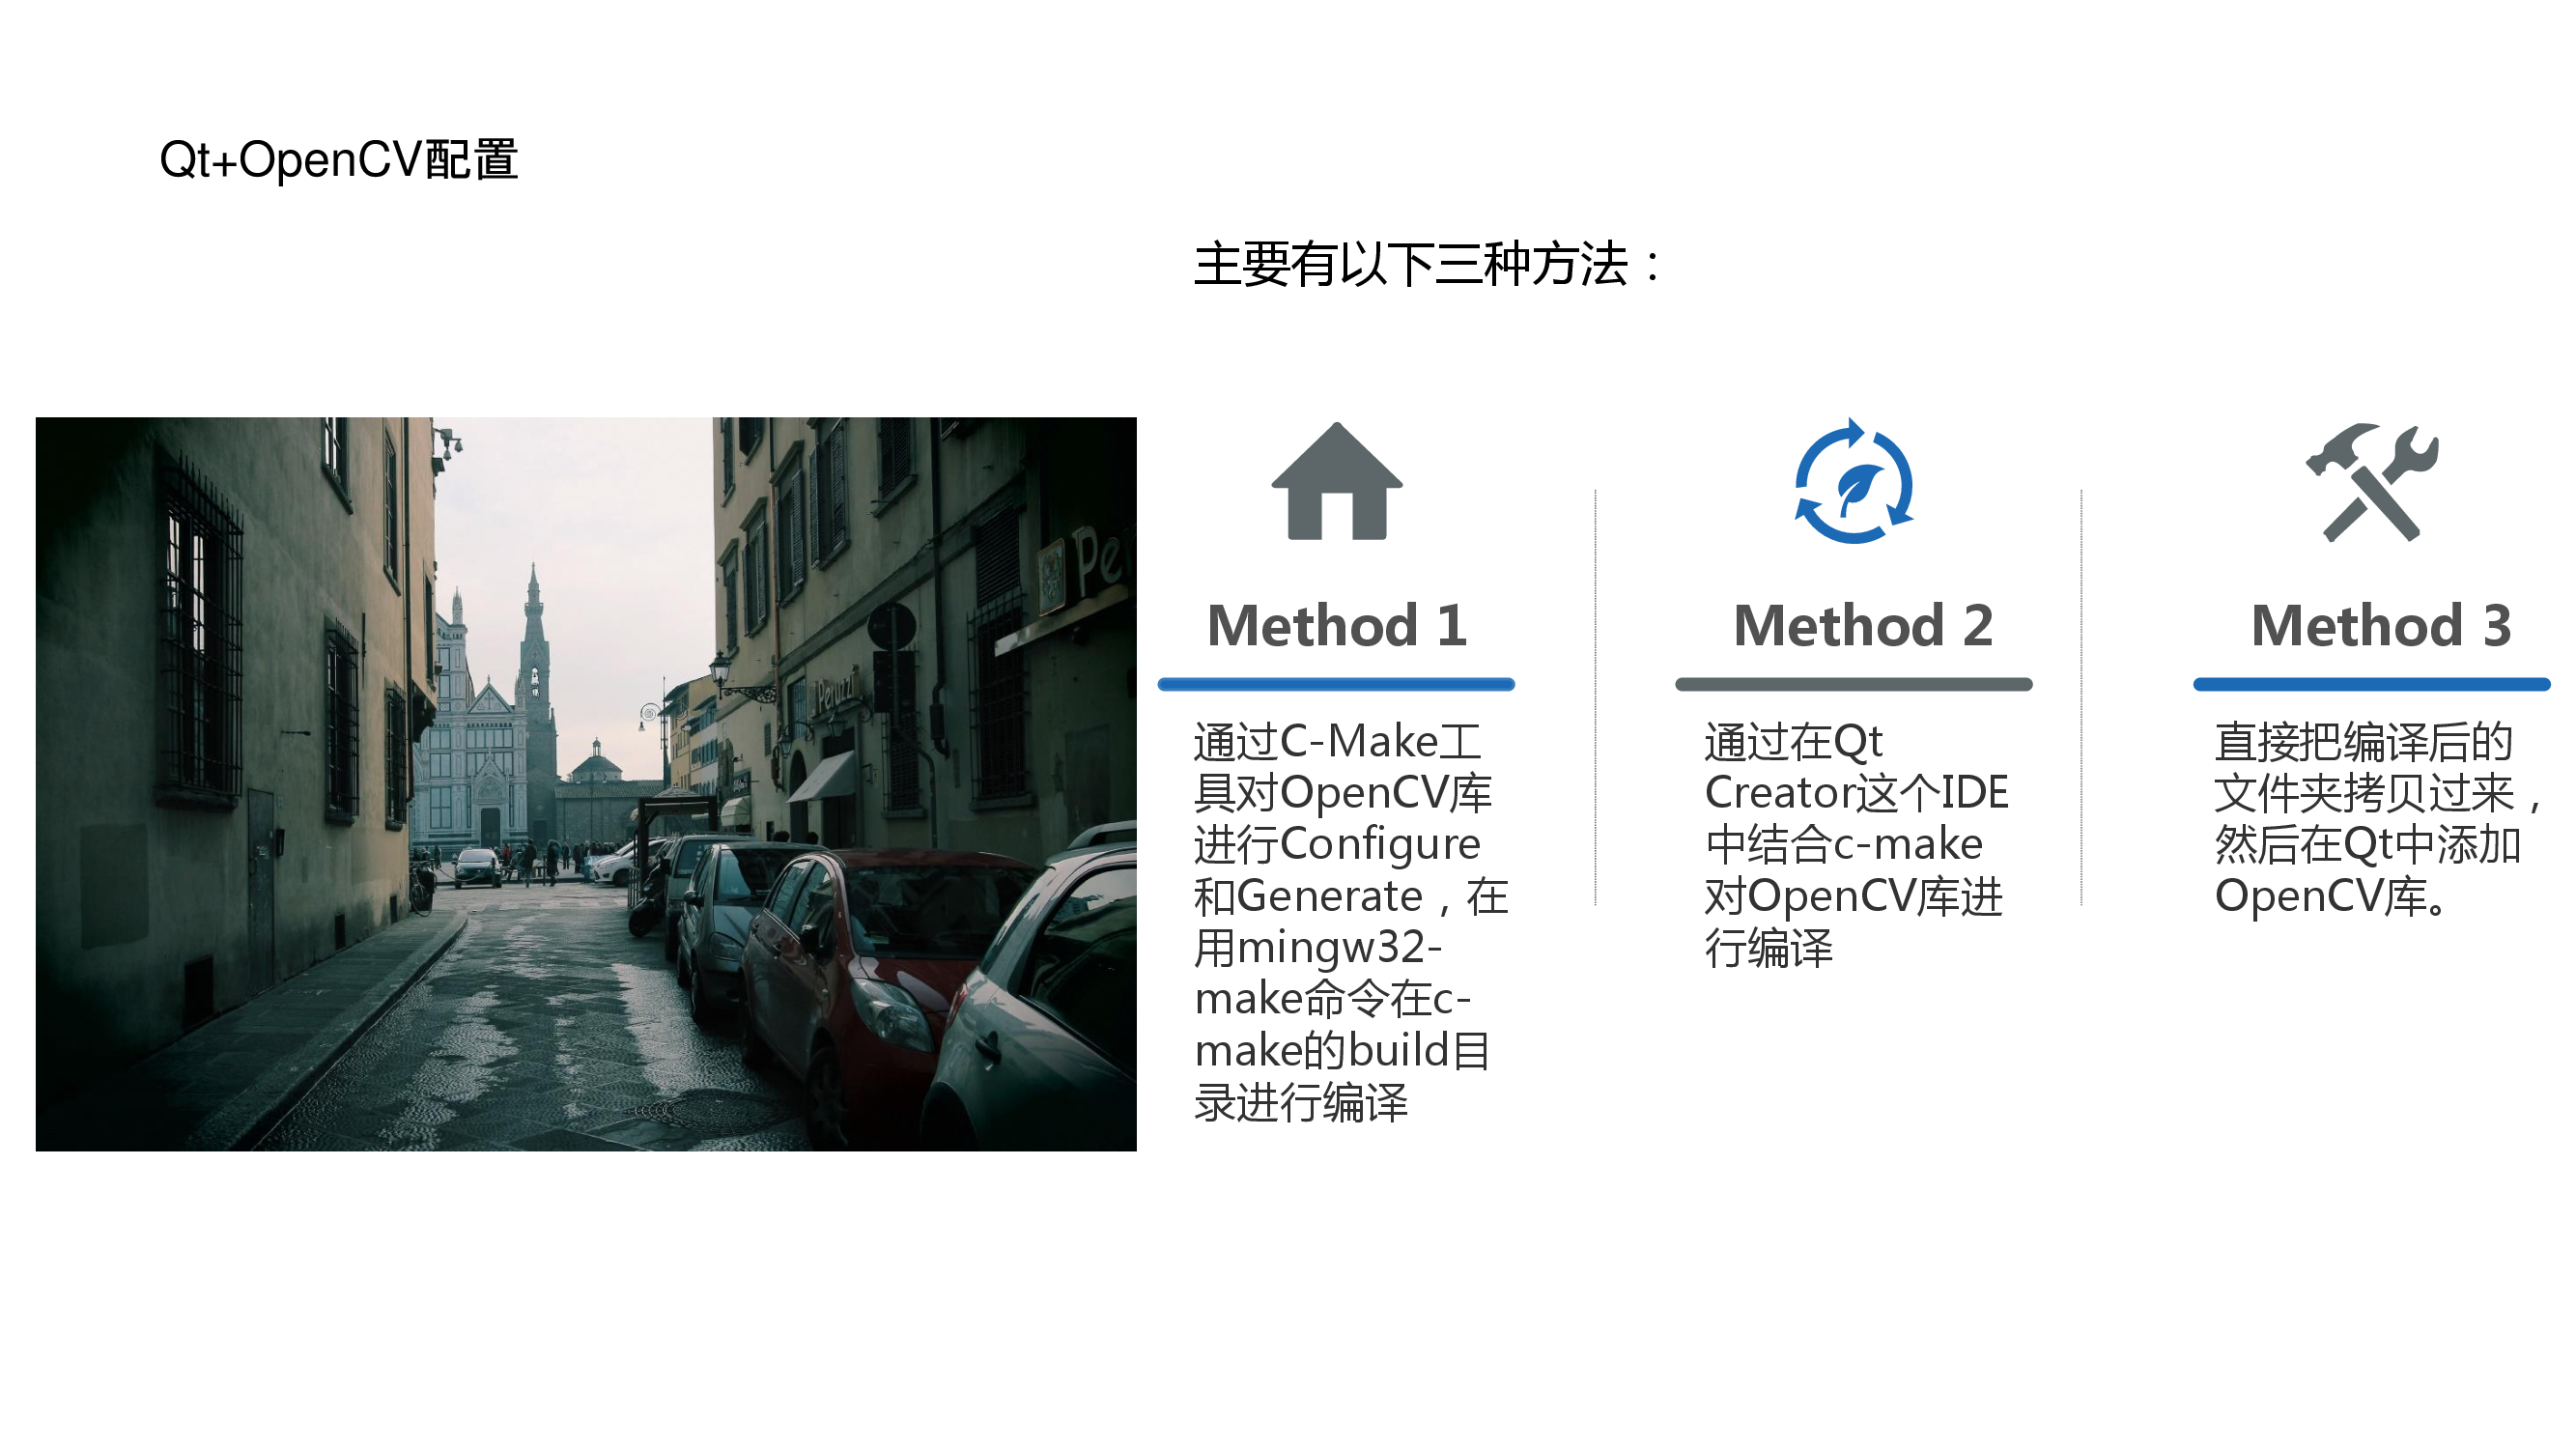 Qt+OpenCV配置
主要有以下三种方法：
Pe
Peruzzi
Method 1
通过C-Make工
具对OpenCV库
进行Configure
和Generate，在
用mingw32-
make命令在c-
make的build目
录进行编译
Method 2
通过在Qt
Creator这个IDE
中结合c-make
对OpenCV库进
行编译
Method 3
直接把编译后的
文件夹拷贝过来，
然后在Qt中添加
OpenCV库。